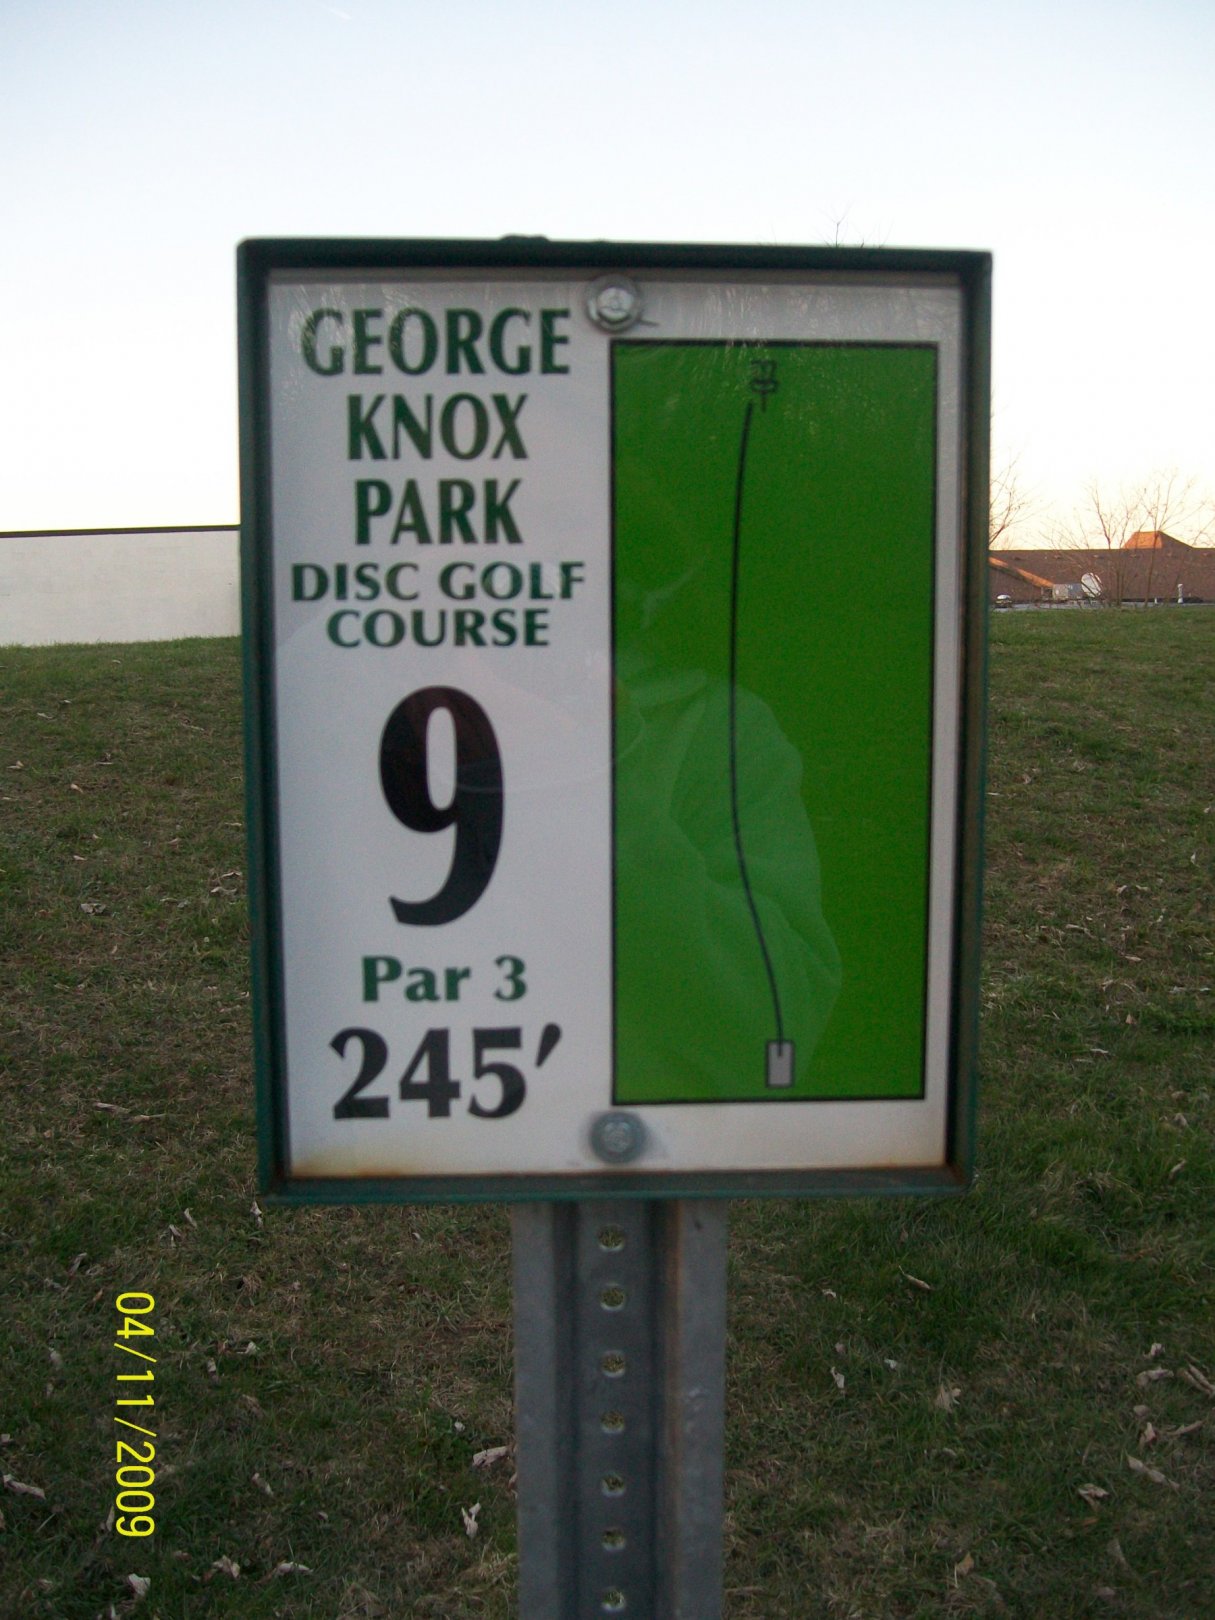 GEORGE
KNOX
PARK
DISC GOLF
COURSE
9
Par 3
245'
04/11/2009